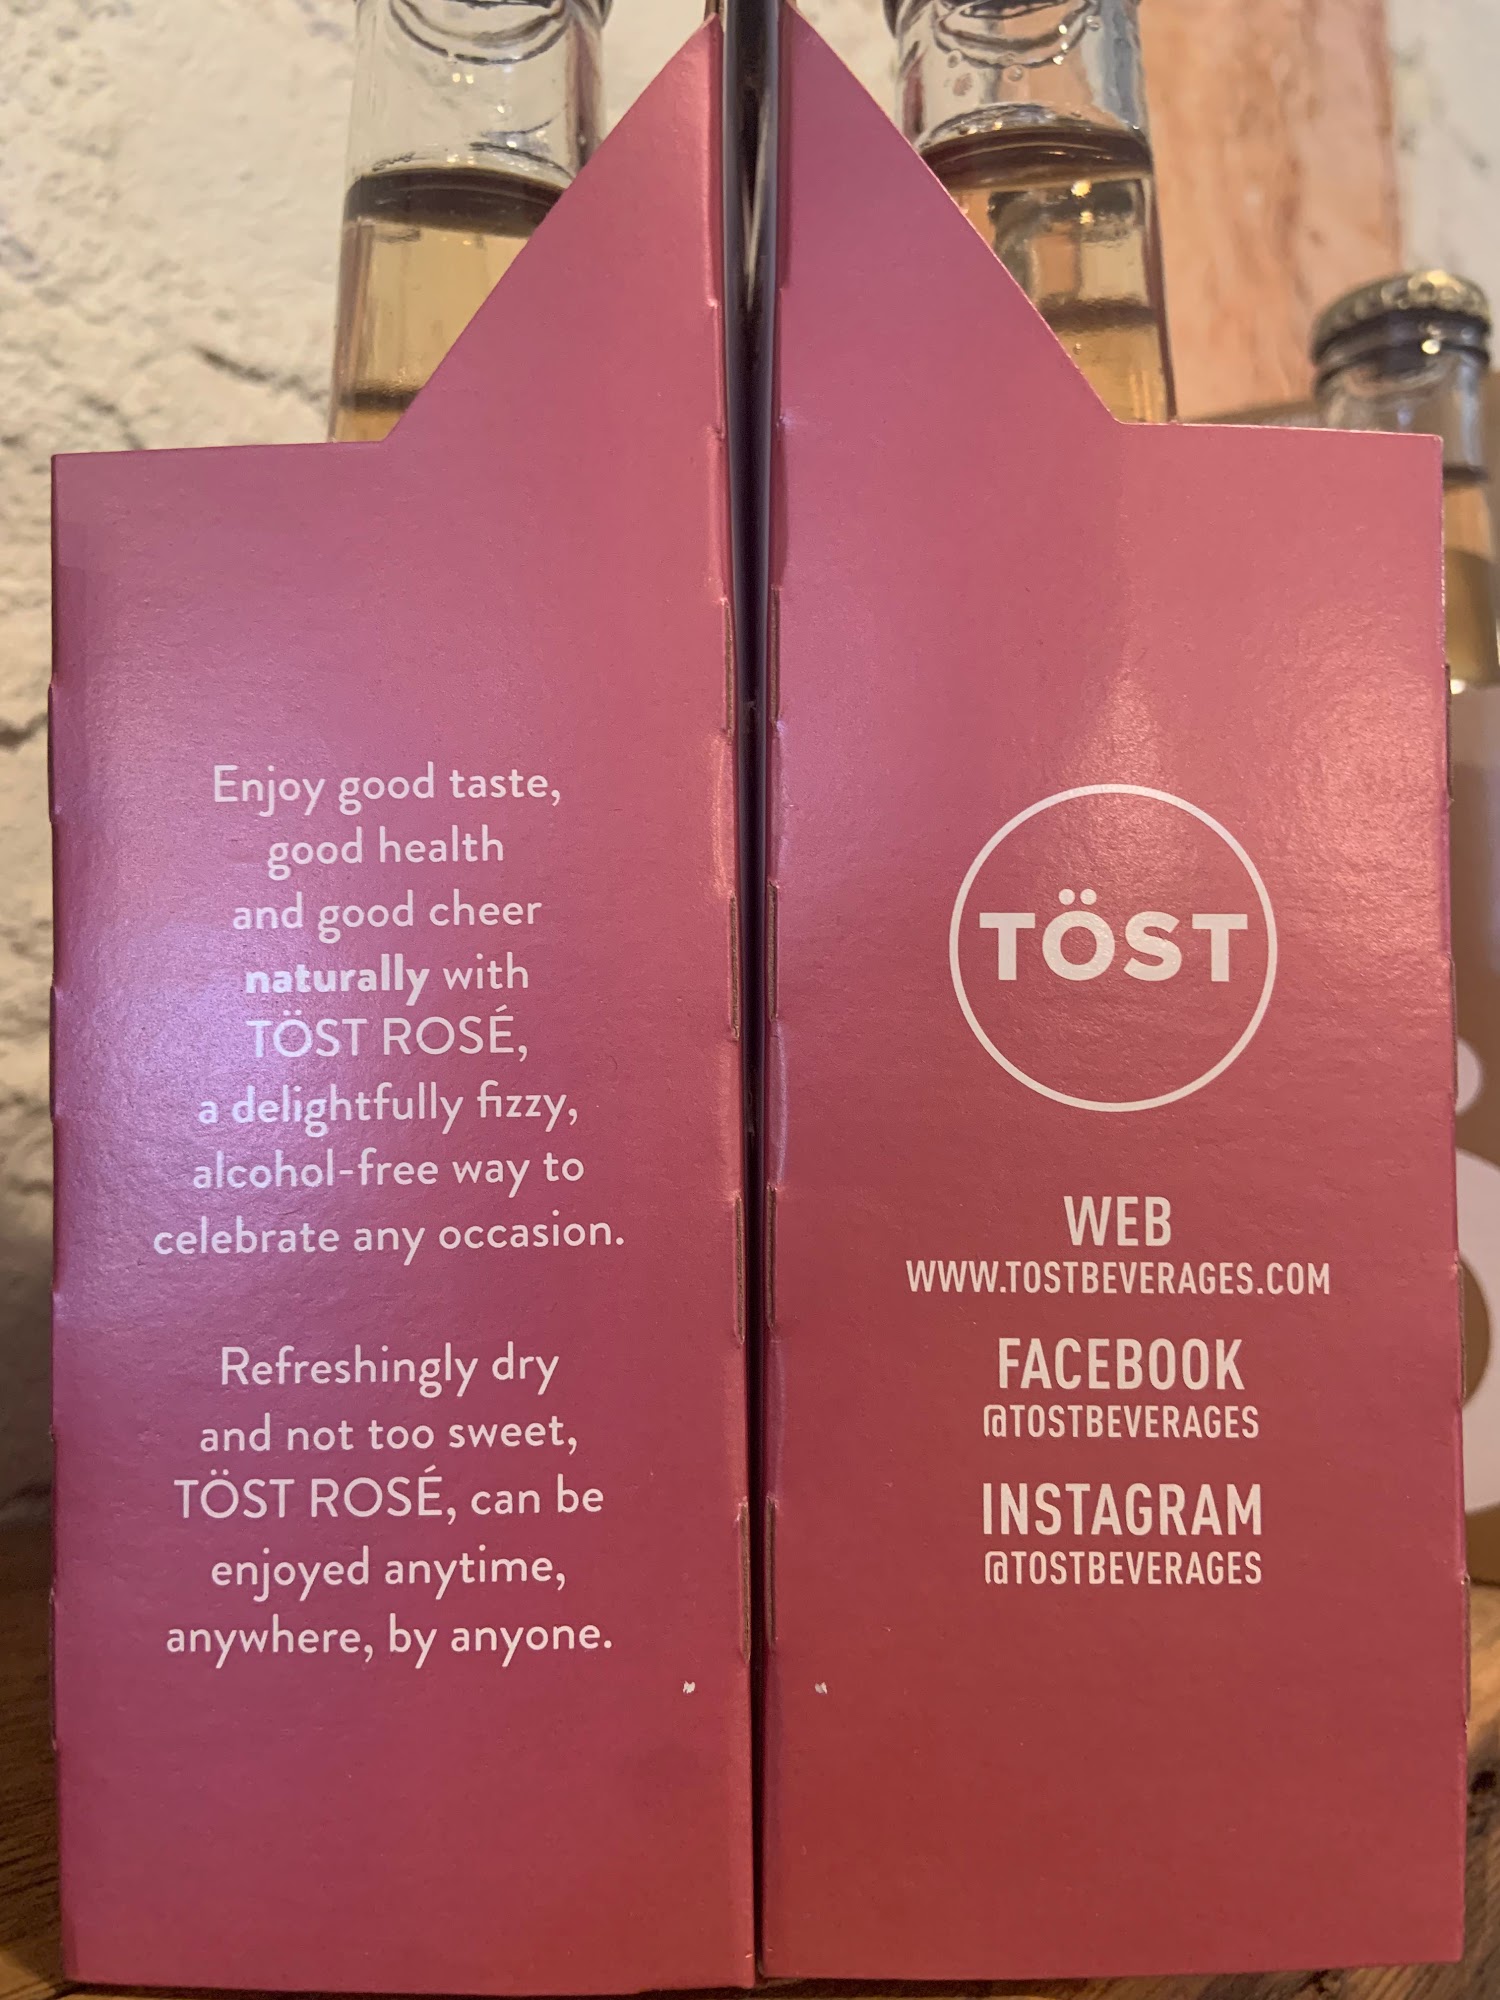 Enjoy good taste,
good health
and good cheer
naturally with
TÖST ROSÉ,
a delightfully fizzy,
alcohol-free way to
celebrate any occasion.
Refreshingly dry
and not too sweet,
TÖST ROSÉ, can be
enjoyed anytime,
anywhere, by anyone.
TÖST
WEB
WWW.TOSTBEVERAGES.COM
FACEBOOK
@TOSTBEVERAGES
INSTAGRAM
@TOSTBEVERAGES